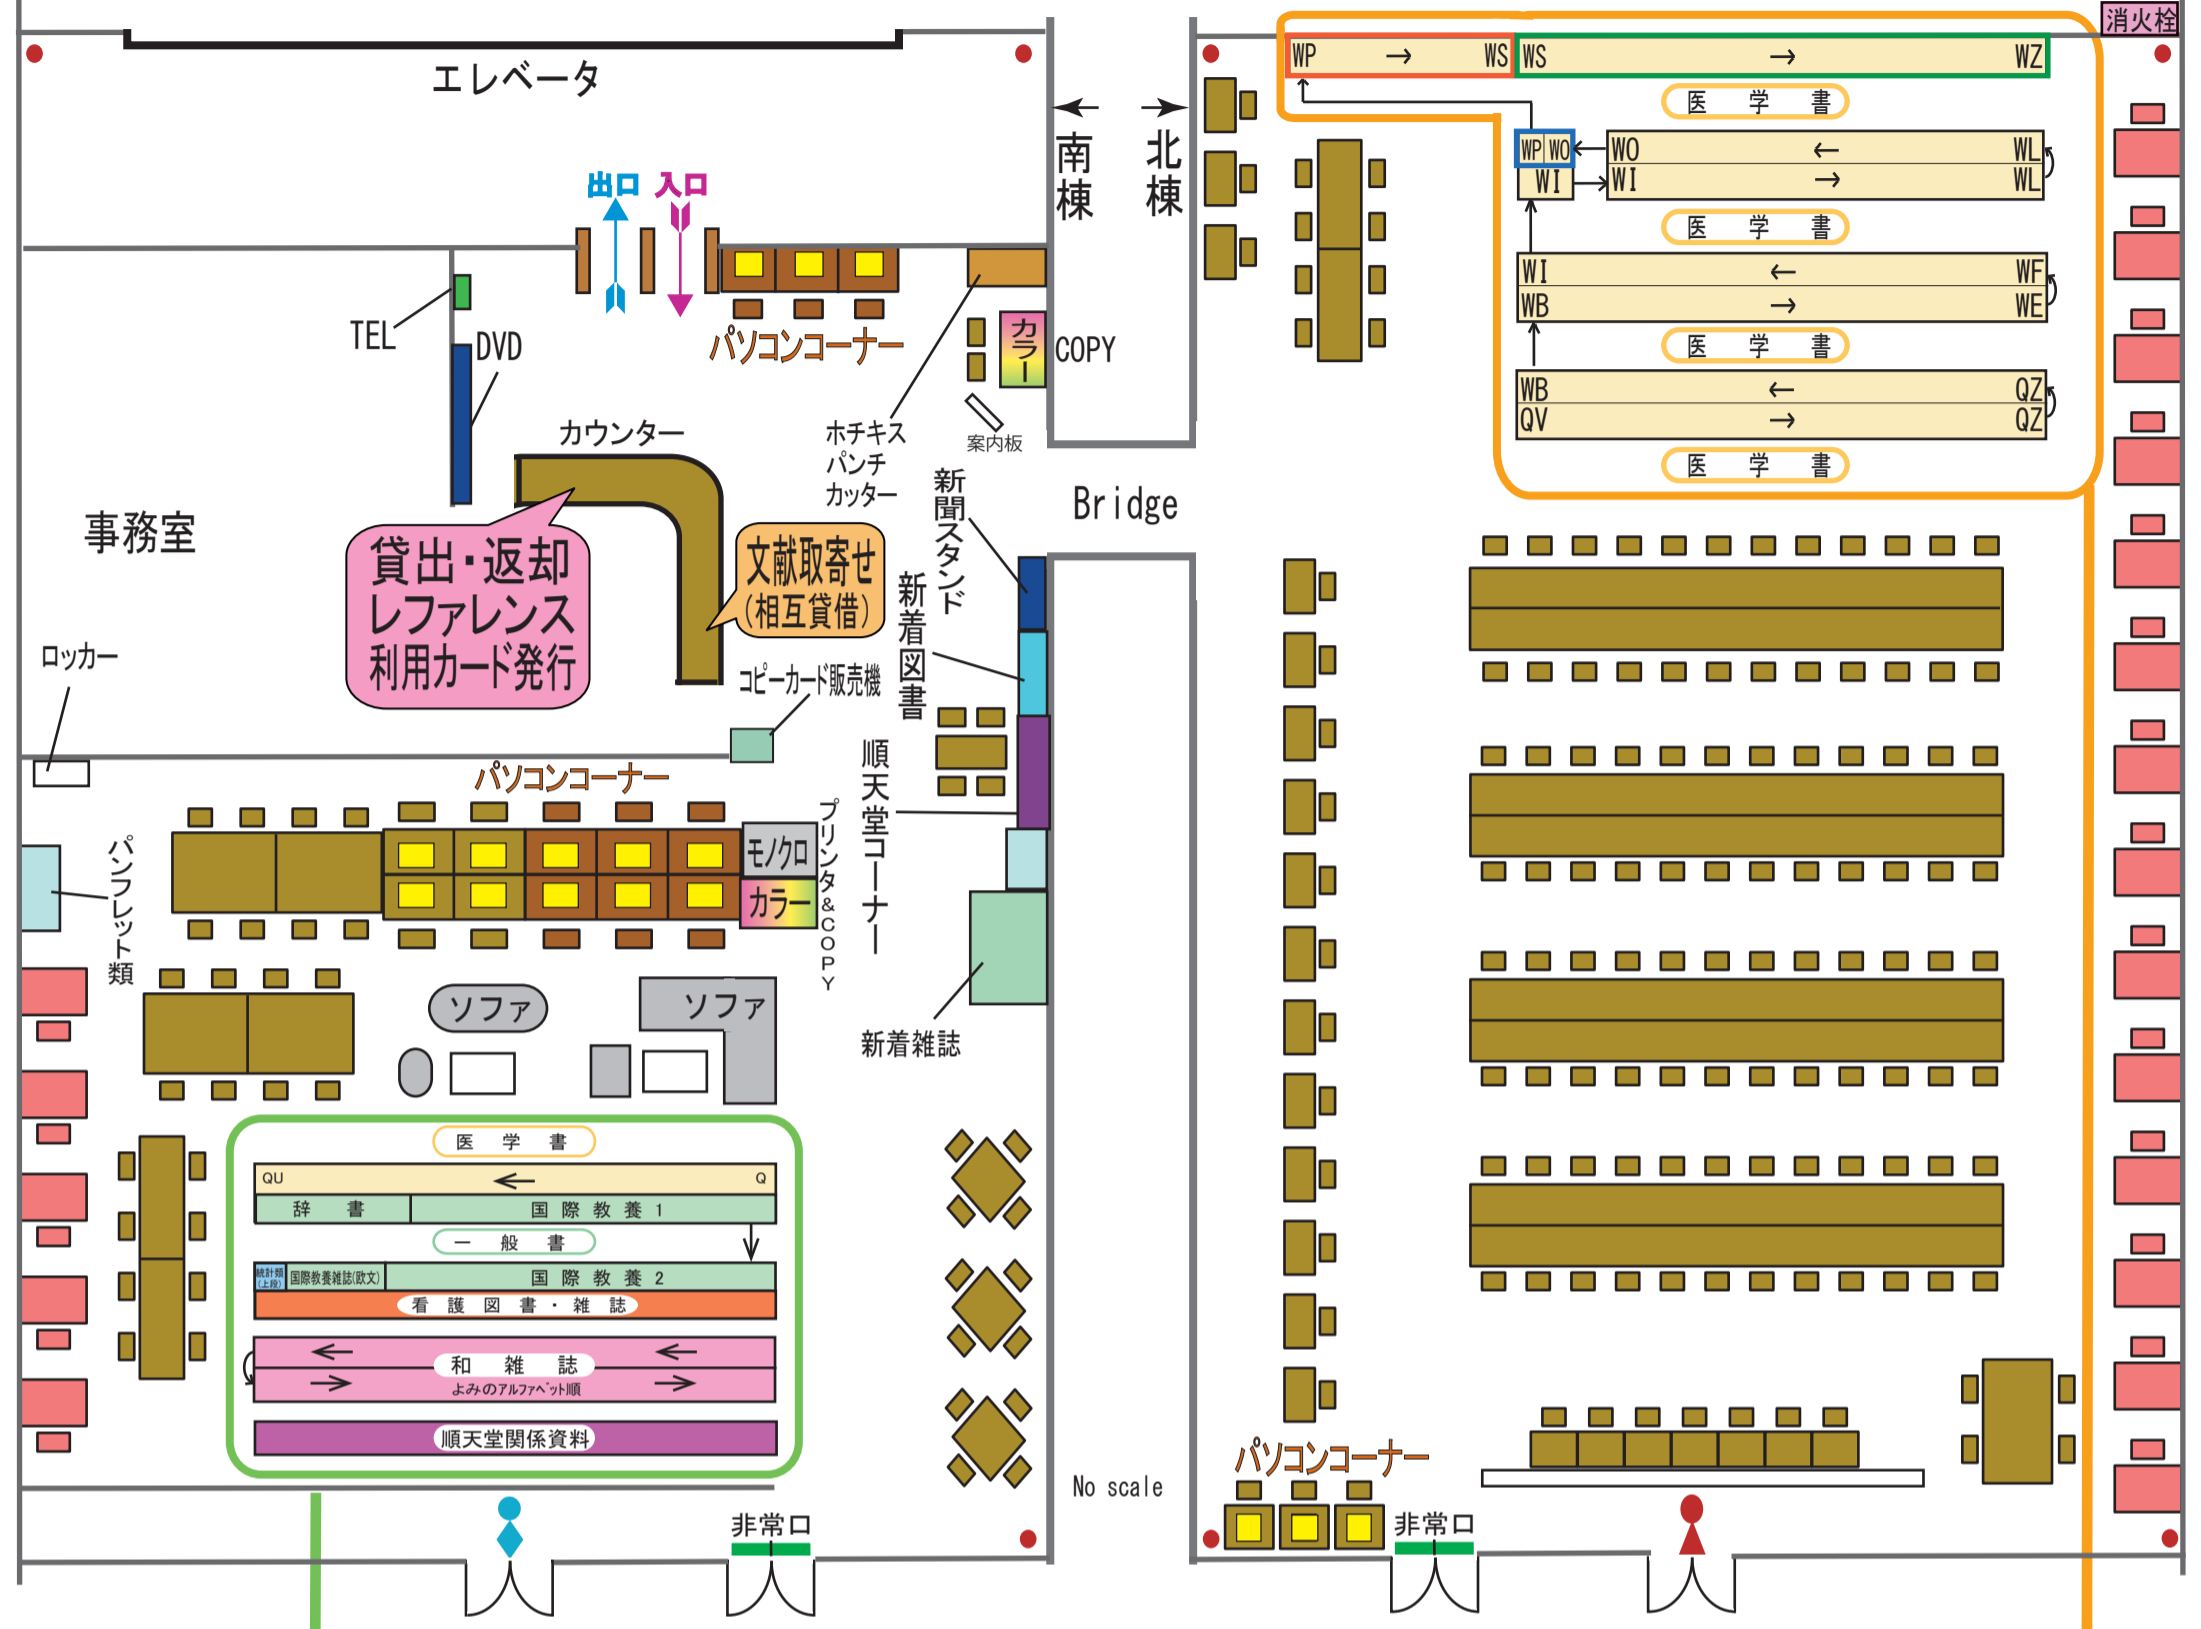 エレベータ
出口
入口
南棟
北棟
TEL
DVD
パソコンコーナー
カラー
COPY
ホチキス
パンチ
カッター
案内板
カウンター
新聞スタンド
Bridge
事務室
貸出・返却
レファレンス
利用カード発行
文献取寄せ
(相互貸借)
新着図書
ロッカー
コピーカード販売機
順天堂コーナー
パソコンコーナー
モノクロ
カラー
プリンタ&COPY
パンフレット類
ソファ
ソファ
新着雑誌
医学書
QU ← Q
辞書
国際教養1
一般書
統計類
(上段)
国際教養雑誌(欧文)
国際教養2
看護図書・雑誌
← ←
和雑誌
よみのアルファベット順
→ →
順天堂関係資料
非常口
No scale
消火栓
WP → WS
WS → WZ
医学書
WP WO
WI
WO ← WL
WI → WL
医学書
WI ← WF
WB → WE
医学書
WB ← QZ
QV → QZ
医学書
パソコンコーナー
非常口